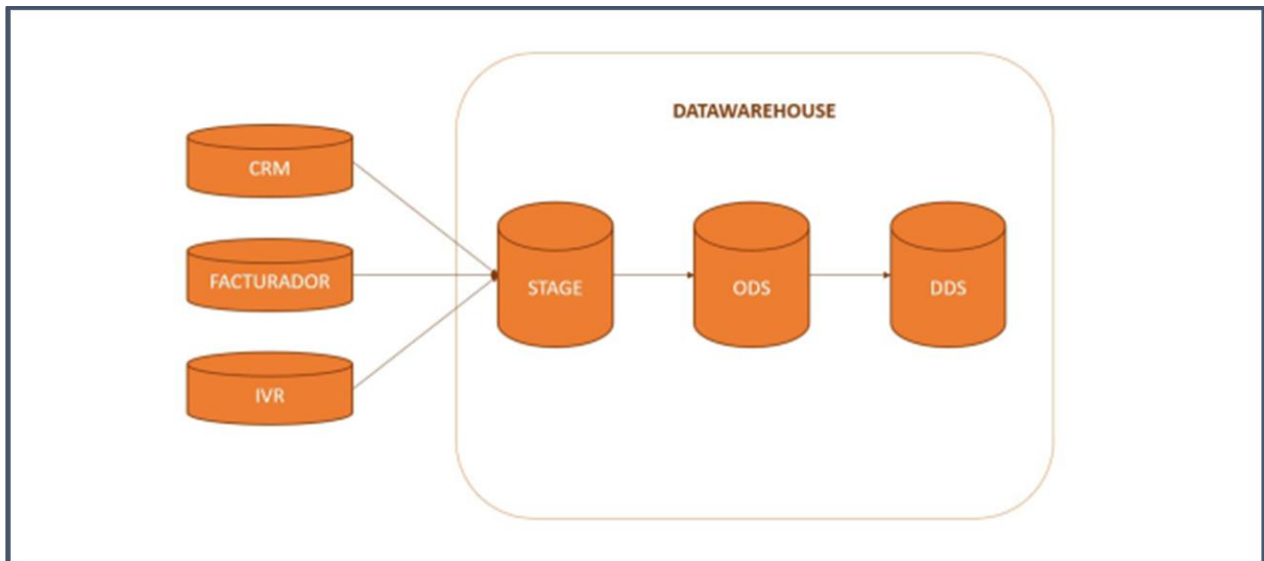 DATAWAREHOUSE
CRM
FACTURADOR
IVR
STAGE
ODS
DDS